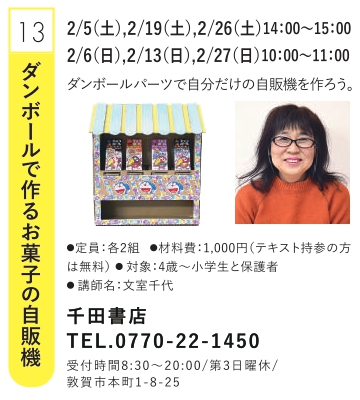 13
ダンボールで作るお菓子の自販機
2/5(土),2/19(土),2/26(土)14:00〜15:00
2/6(日),2/13(日),2/27(日)10:00〜11:00
ダンボールパーツで自分だけの自販機を作ろう。
●定員：各2組 ●材料費：1,000円(テキスト持参の方
は無料) ●対象：4歳〜小学生と保護者
●講師名：文室千代
千田書店
TEL.0770-22-1450
受付時間8:30〜20:00/第3日曜休/
敦賀市本町1-8-25